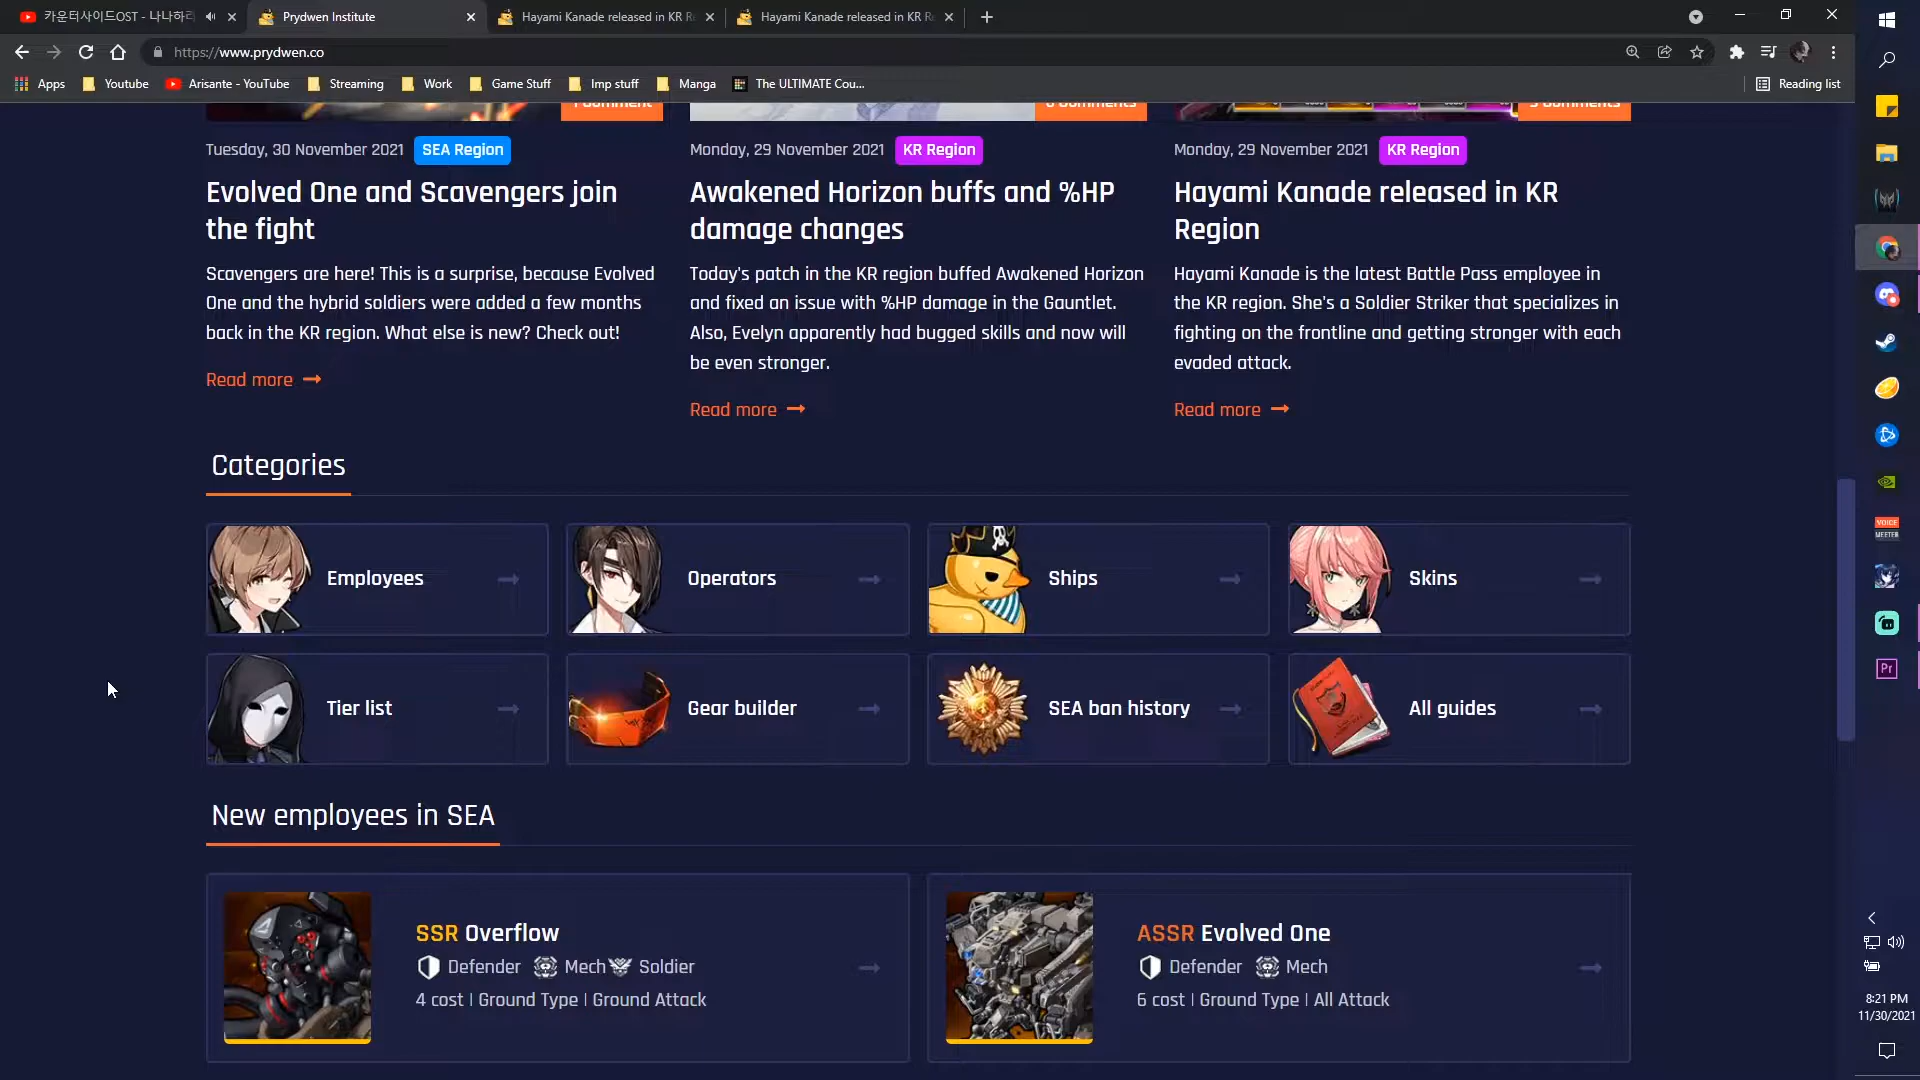 카운터사이드OST - 나나하라
Prydwen Institute
Hayami Kanade released in KR R
Hayami Kanade released in KR R
https://www.prydwen.co
Apps
Youtube
Arisante - YouTube
Streaming
Work
Game Stuff
Imp stuff
Manga
The ULTIMATE Cou...
Reading list
1 Comment
Comments
Comments
Tuesday, 30 November 2021
SEA Region
Evolved One and Scavengers join
the fight
Scavengers are here! This is a surprise, because Evolved
One and the hybrid soldiers were added a few months
back in the KR region. What else is new? Check out!
Read more
Monday, 29 November 2021
KR Region
Awakened Horizon buffs and %HP
damage changes
Today's patch in the KR region buffed Awakened Horizon
and fixed an issue with %HP damage in the Gauntlet.
Also, Evelyn apparently had bugged skills and now will
be even stronger.
Read more
Monday, 29 November 2021
KR Region
Hayami Kanade released in KR
Region
Hayami Kanade is the latest Battle Pass employee in
the KR region. She's a Soldier Striker that specializes in
fighting on the frontline and getting stronger with each
evaded attack.
Read more
Categories
Employees
Operators
Ships
Skins
Tier list
Gear builder
SEA ban history
All guides
New employees in SEA
SSR Overflow
Defender Mech Soldier
4 cost | Ground Type | Ground Attack
ASSR Evolved One
Defender Mech
6 cost | Ground Type | All Attack
VOICE
MEETER
Pr
8:21 PM
11/30/2021